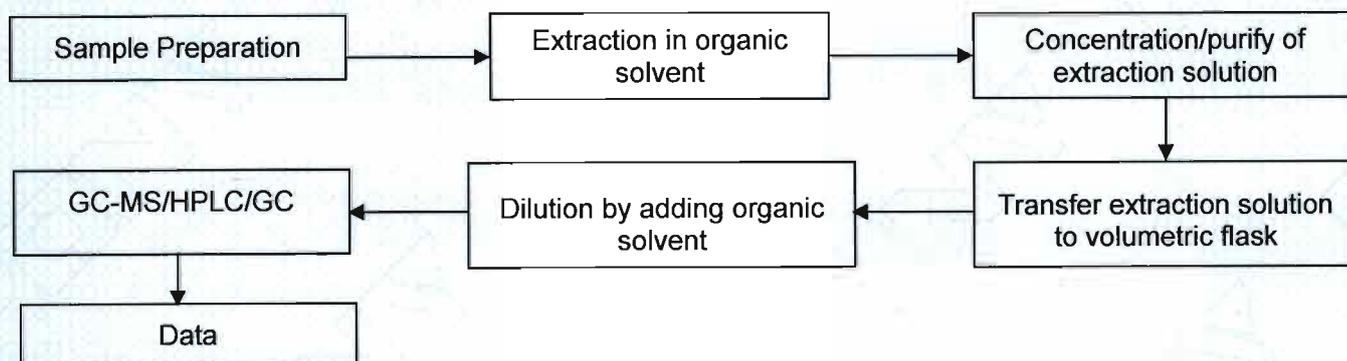 Sample Preparation
Extraction in organic
solvent
Concentration/purify of
extraction solution
GC-MS/HPLC/GC
Dilution by adding organic
solvent
Transfer extraction solution
to volumetric flask
Data